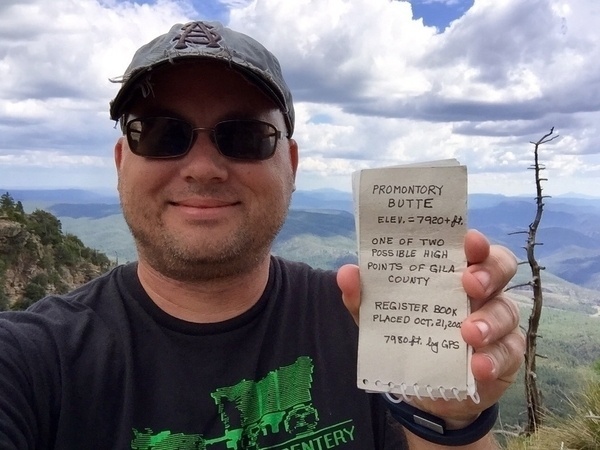 PROMONTORY
BUTTE
ELEV. = 7920+ ft.
ONE OF TWO
POSSIBLE HIGH
POINTS OF GILA
COUNTY
REGISTER BOOK
PLACED OCT. 21, 200
7980 ft. by GPS
A